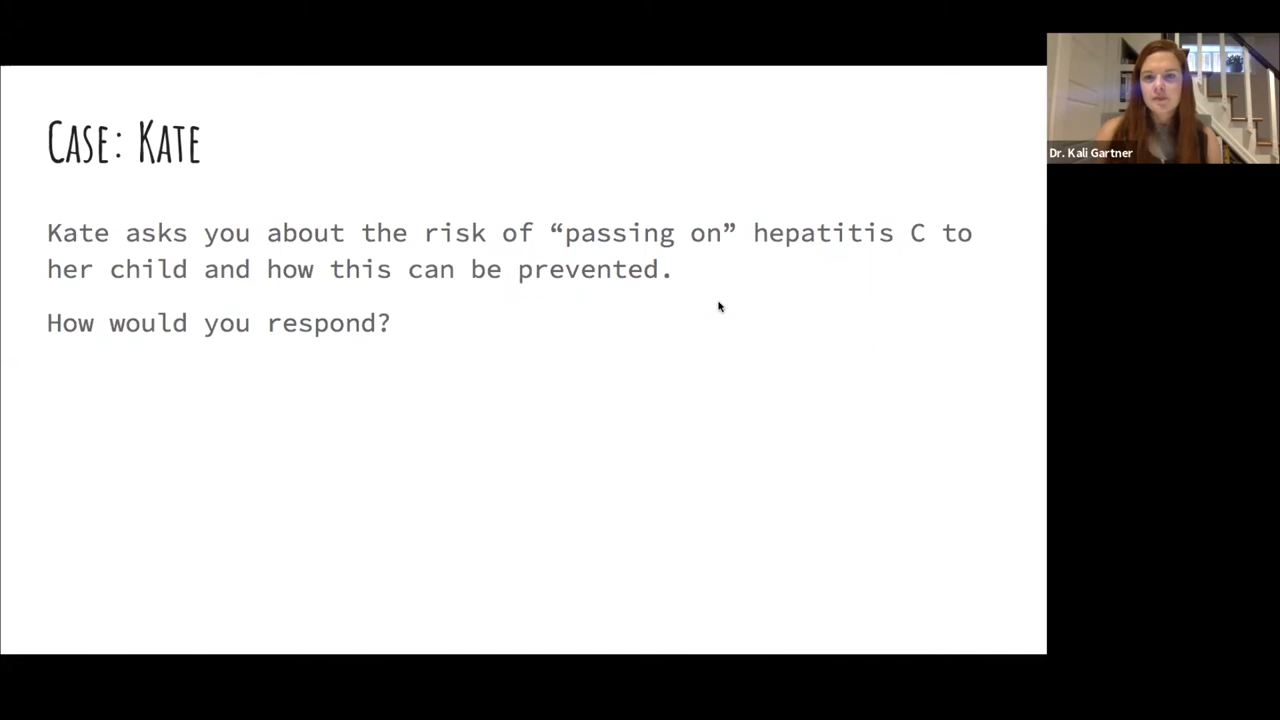 Case: Kate
Kate asks you about the risk of “passing on” hepatitis C to
her child and how this can be prevented.
How would you respond?
Dr. Kali Gartner